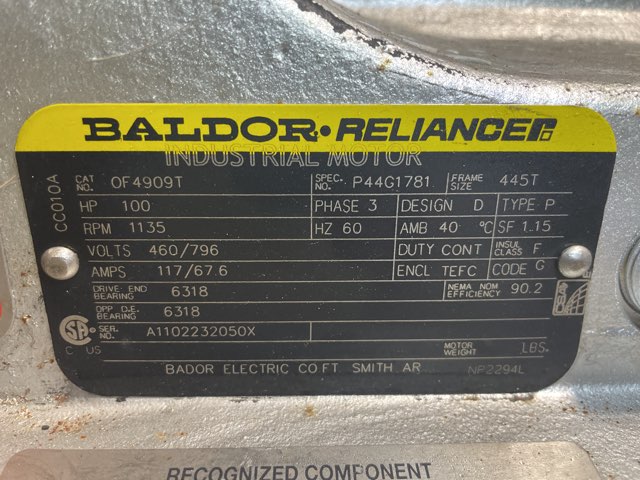 BALDOR·RELIANCER
INDUSTRIAL MOTOR
CC010A
CAT NO. OF4909T SPEC. NO. P44G1781 FRAME SIZE 445T
HP 100 PHASE 3 DESIGN D TYPE P
RPM 1135 HZ 60 AMB 40 °C SF 1.15
VOLTS 460/796 DUTY CONT INSUL CLASS F
AMPS 117/67.6 ENCL TEFC CODE G
DRIVE END BEARING 6318 NEMA NOM EFFICIENCY 90.2
OPP D.E. BEARING 6318
SER. NO. A1102232050X
C US MOTOR WEIGHT LBS.
BADOR ELECTRIC CO FT. SMITH AR NP2294L
RECOGNIZED COMPONENT